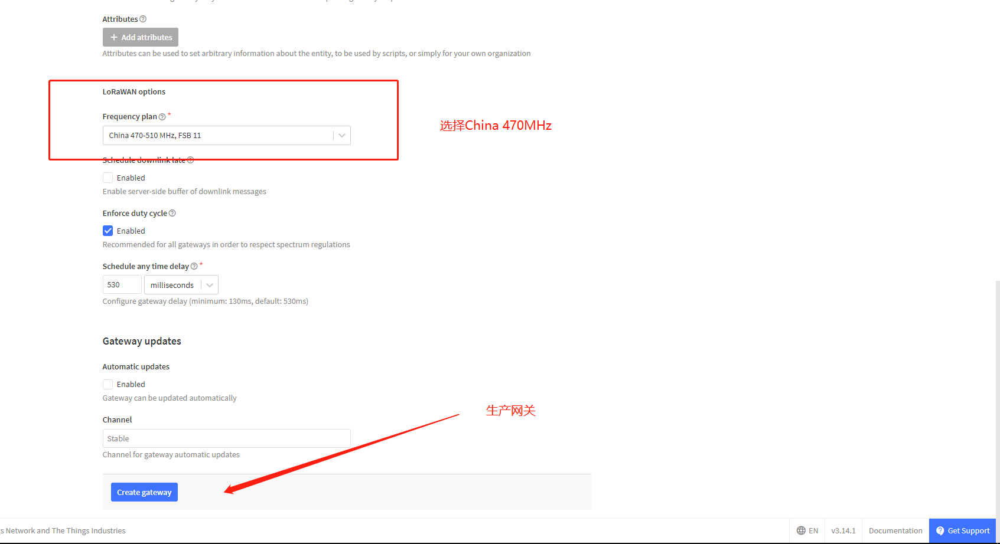 Attributes
Add attributes
Attributes can be used to set arbitrary information about the entity, to be used by scripts, or simply for your own organization
LoRaWAN options
Frequency plan *
China 470-510 MHz, FSB 11
选择China 470MHz
Schedule downlink late
Enabled
Enable server-side buffer of downlink messages
Enforce duty cycle
Enabled
Recommended for all gateways in order to respect spectrum regulations
Schedule any time delay *
530 milliseconds
Configure gateway delay (minimum: 130ms, default: 530ms)
Gateway updates
Automatic updates
Enabled
Gateway can be updated automatically
生产网关
Channel
Stable
Channel for gateway automatic updates
Create gateway
s Network and The Things Industries
EN
v3.14.1
Documentation
Get Support